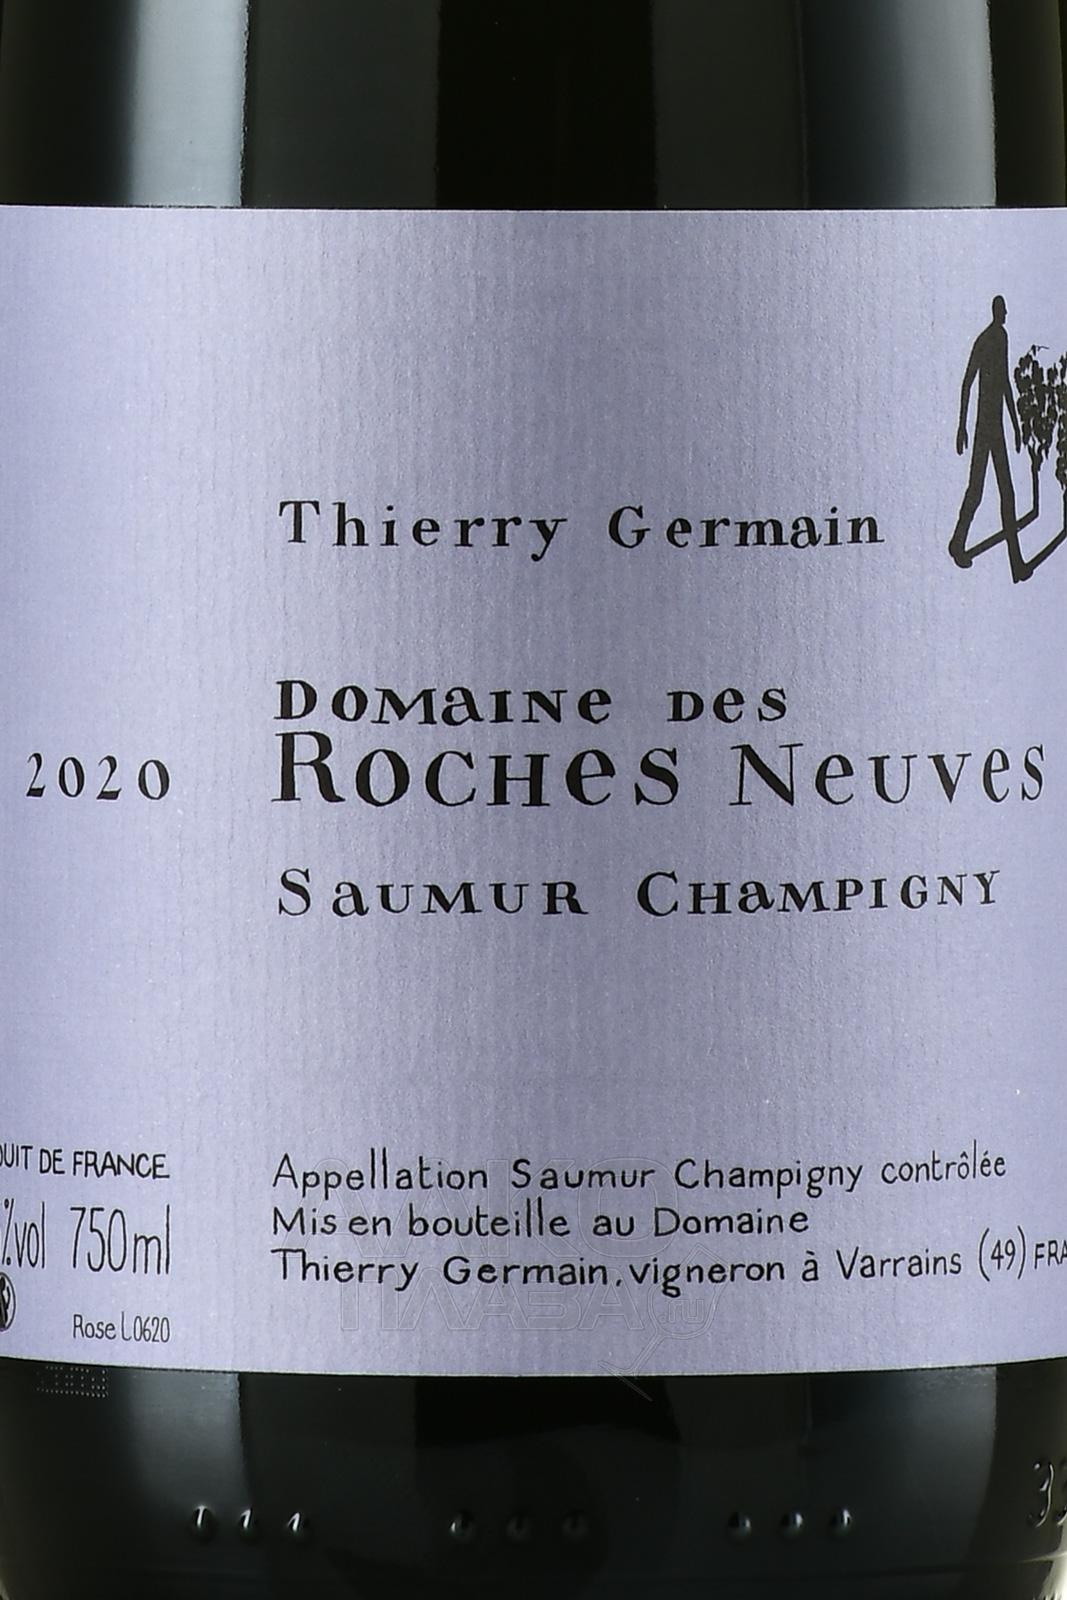 Thierry Germain
Domaine des
2020 Roches Neuves
Saumur Champigny
DUIT DE FRANCE
%vol 750ml
Rose L0620
Appellation Saumur Champigny contrôlée
Mis en bouteille au Domaine
Thierry Germain, vigneron à Varrains (49) FRA